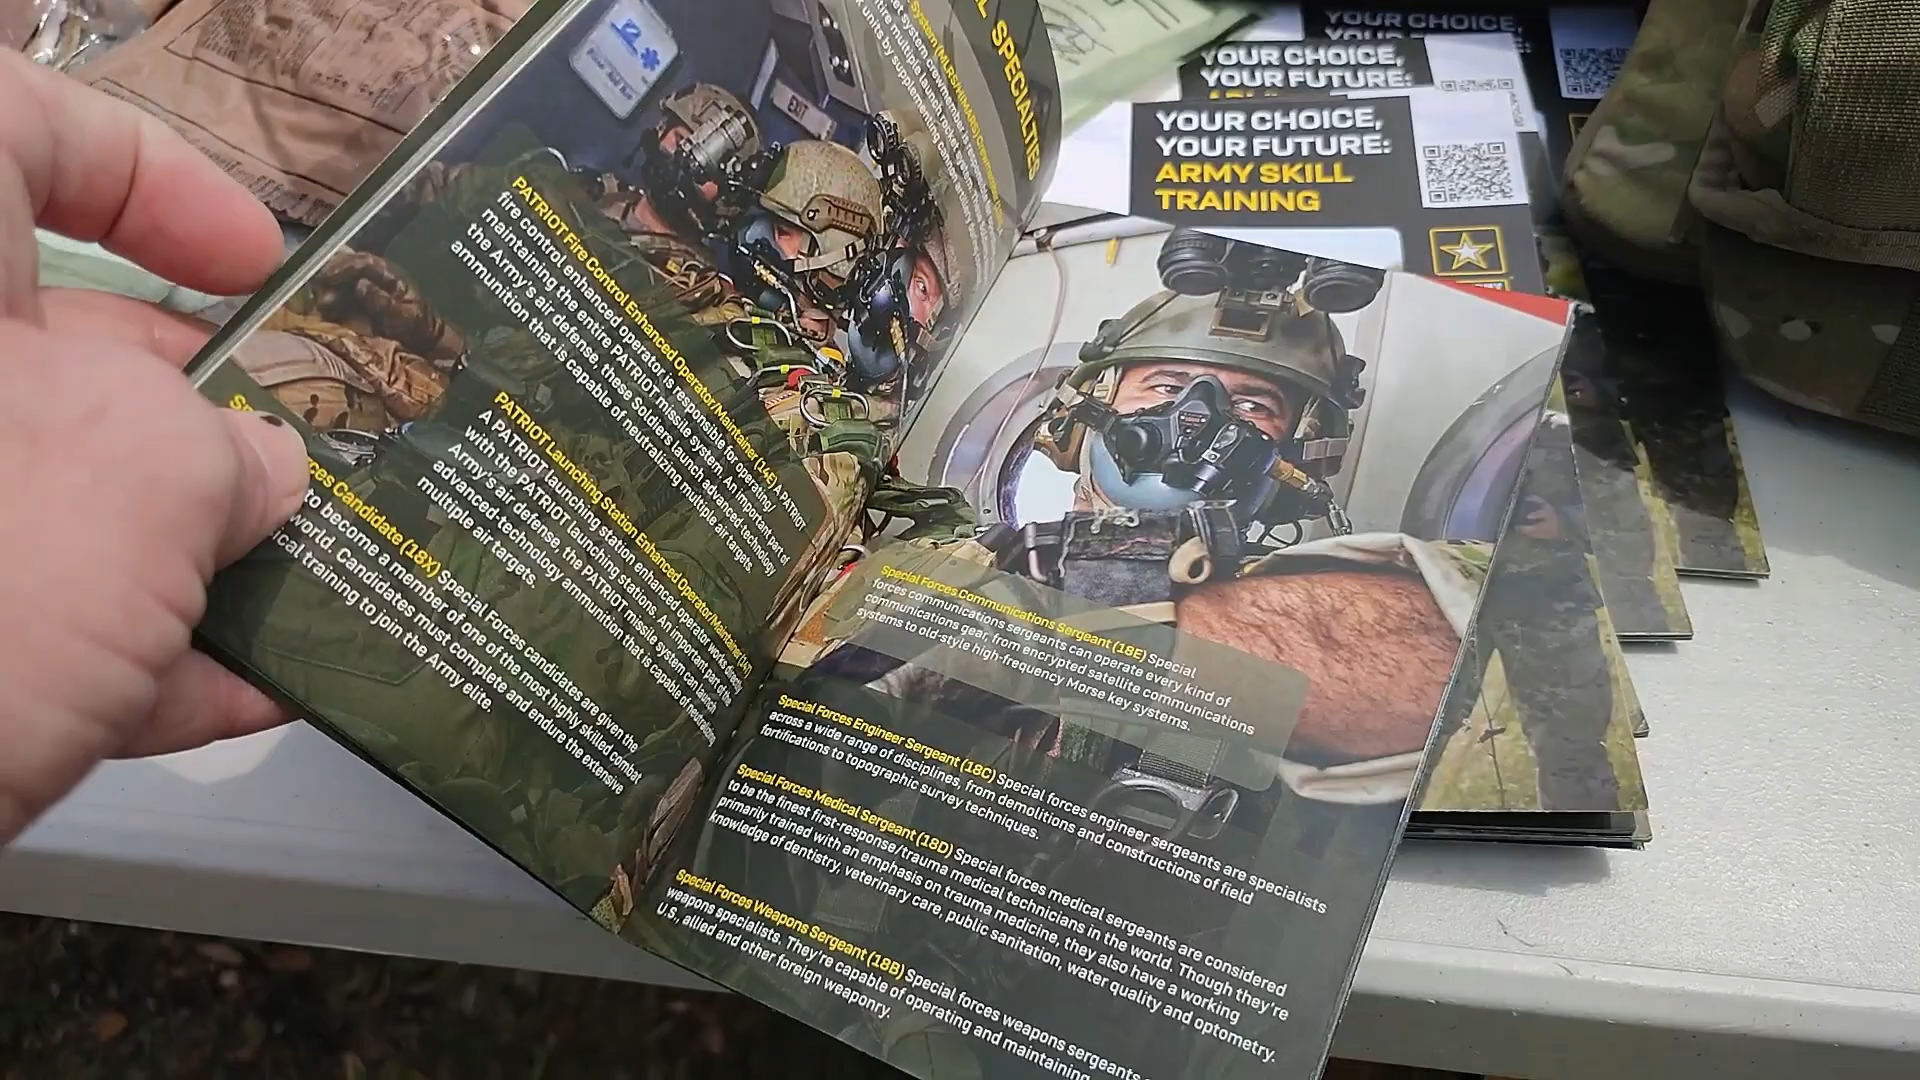 L SPECIALTIES
System (MLRS/HIMARS) Crewmember
units by supplementing cannon
EXIT
PATRIOT Fire Control Enhanced Operator/Maintainer (14E) A PATRIOT
fire control enhanced operator is responsible for operating/
maintaining the entire PATRIOT missile system. An important part of
the Army's air defense, these Soldiers launch advanced-technology
ammunition that is capable of neutralizing multiple air targets.
PATRIOT Launching Station Enhanced Operator/Maintainer (14T)
A PATRIOT launching station enhanced operator works directly
with the PATRIOT launching stations. An important part of the
Army's air defense, the PATRIOT missile system can launch
advanced-technology ammunition that is capable of neutralizing
multiple air targets.
Sp
rces Candidate (18X) Special Forces candidates are given the
to become a member of one of the most highly skilled combat
world. Candidates must complete and endure the extensive
ical training to join the Army elite.
Special Forces Communications Sergeant (18E) Special
forces communications sergeants can operate every kind of
communications gear, from encrypted satellite communications
systems to old-style high-frequency Morse key systems.
Special Forces Engineer Sergeant (18C) Special forces engineer sergeants are specialists
across a wide range of disciplines, from demolitions and constructions of field
fortifications to topographic survey techniques.
Special Forces Medical Sergeant (18D) Special forces medical sergeants are considered
to be the finest first-response/trauma medical technicians in the world. Though they're
primarily trained with an emphasis on trauma medicine, they also have a working
knowledge of dentistry, veterinary care, public sanitation, water quality and optometry.
Special Forces Weapons Sergeant (18B) Special forces weapons sergeants
weapons specialists. They're capable of operating and maintaining
U.S., allied and other foreign weaponry.
YOUR CHOICE,
YOUR CHOICE,
YOUR FUTURE:
YOUR CHOICE,
YOUR FUTURE:
ARMY SKILL
TRAINING